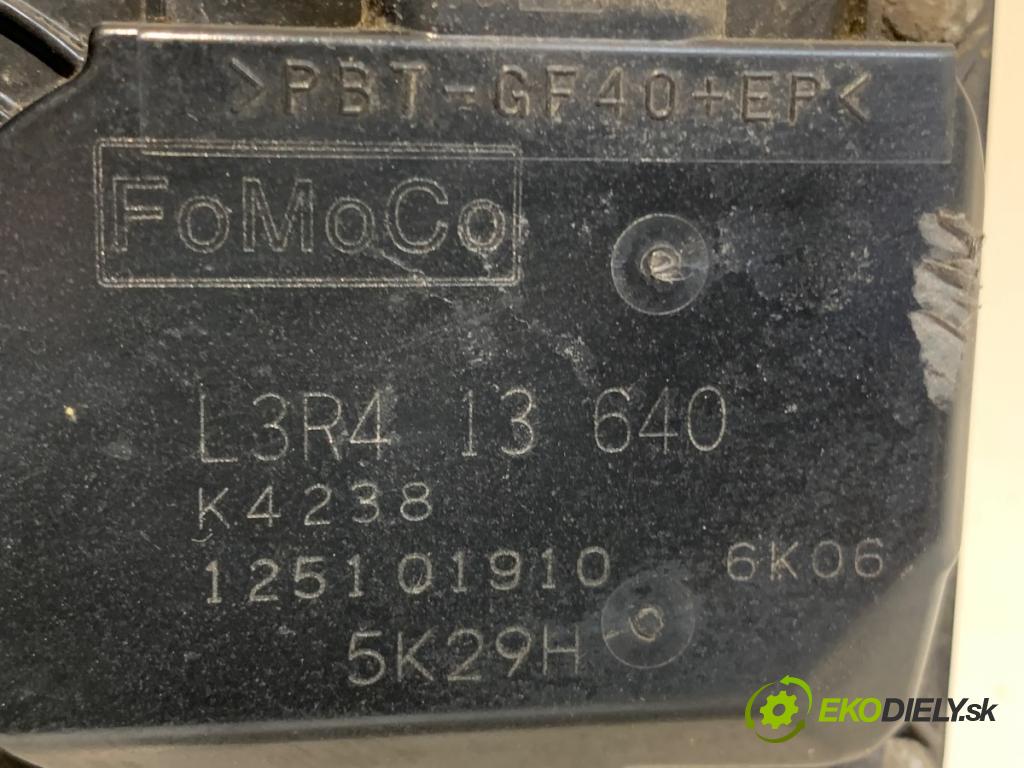 >PBT-GF40+EP<
FoMoCo
L3R4 13 640
K4238
125101910 6K06
5K29H
EKODIELY.sk